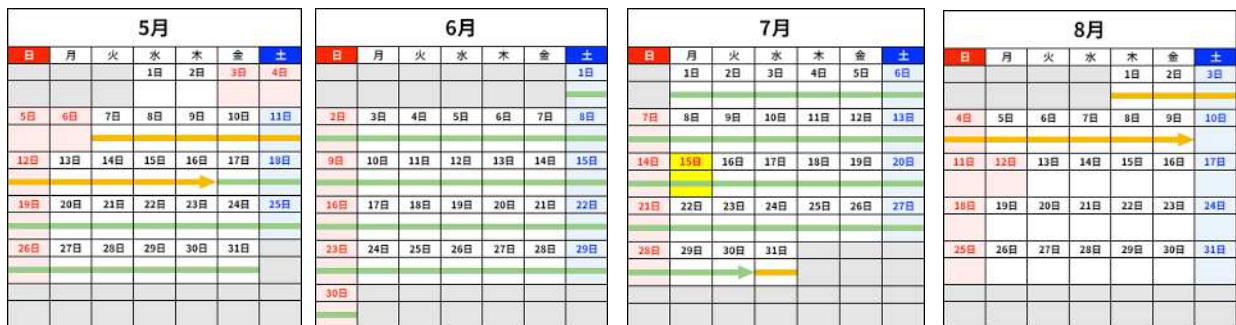 5月
日 月 火 水 木 金 土
1日 2日 3日 4日
5日 6日 7日 8日 9日 10日 11日
12日 13日 14日 15日 16日 17日 18日
19日 20日 21日 22日 23日 24日 25日
26日 27日 28日 29日 30日 31日
6月
日 月 火 水 木 金 土
1日
2日 3日 4日 5日 6日 7日 8日
9日 10日 11日 12日 13日 14日 15日
16日 17日 18日 19日 20日 21日 22日
23日 24日 25日 26日 27日 28日 29日
30日
7月
日 月 火 水 木 金 土
1日 2日 3日 4日 5日 6日
7日 8日 9日 10日 11日 12日 13日
14日 15日 16日 17日 18日 19日 20日
21日 22日 23日 24日 25日 26日 27日
28日 29日 30日 31日
8月
日 月 火 水 木 金 土
1日 2日 3日
4日 5日 6日 7日 8日 9日 10日
11日 12日 13日 14日 15日 16日 17日
18日 19日 20日 21日 22日 23日 24日
25日 26日 27日 28日 29日 30日 31日